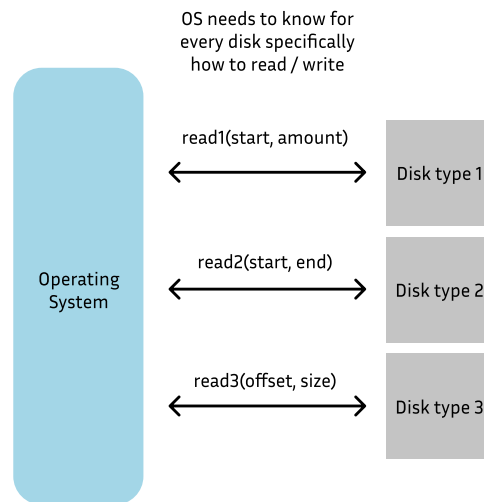 OS needs to know for
every disk specifically
how to read / write
read1(start, amount)
Disk type 1
read2(start, end)
Operating
System
Disk type 2
read3(offset, size)
Disk type 3